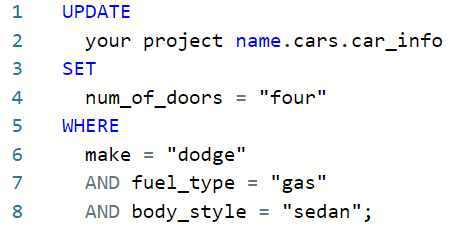 1 UPDATE
2 your project name.cars.car_info
3 SET
4 num_of_doors = "four"
5 WHERE
6 make = "dodge"
7 AND fuel_type = "gas"
8 AND body_style = "sedan";